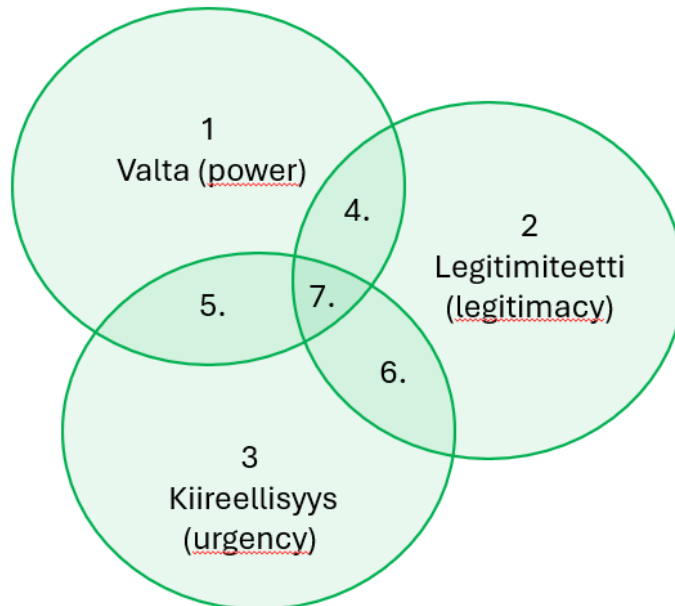 1
Valta (power)
4.
2
Legitimiteetti
(legitimacy)
5.
7.
6.
3
Kiireellisyys
(urgency)